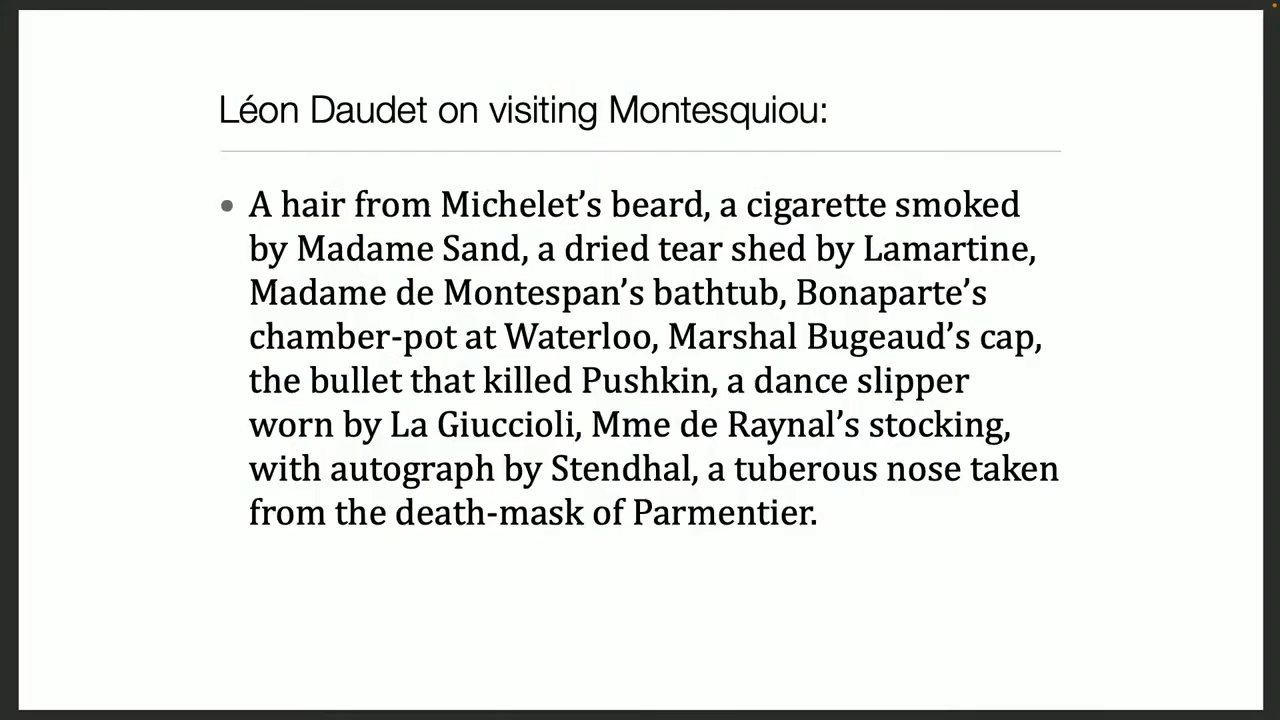 Léon Daudet on visiting Montesquiou:
• A hair from Michelet’s beard, a cigarette smoked
by Madame Sand, a dried tear shed by Lamartine,
Madame de Montespan’s bathtub, Bonaparte’s
chamber-pot at Waterloo, Marshal Bugeaud’s cap,
the bullet that killed Pushkin, a dance slipper
worn by La Giuccioli, Mme de Raynal’s stocking,
with autograph by Stendhal, a tuberous nose taken
from the death-mask of Parmentier.